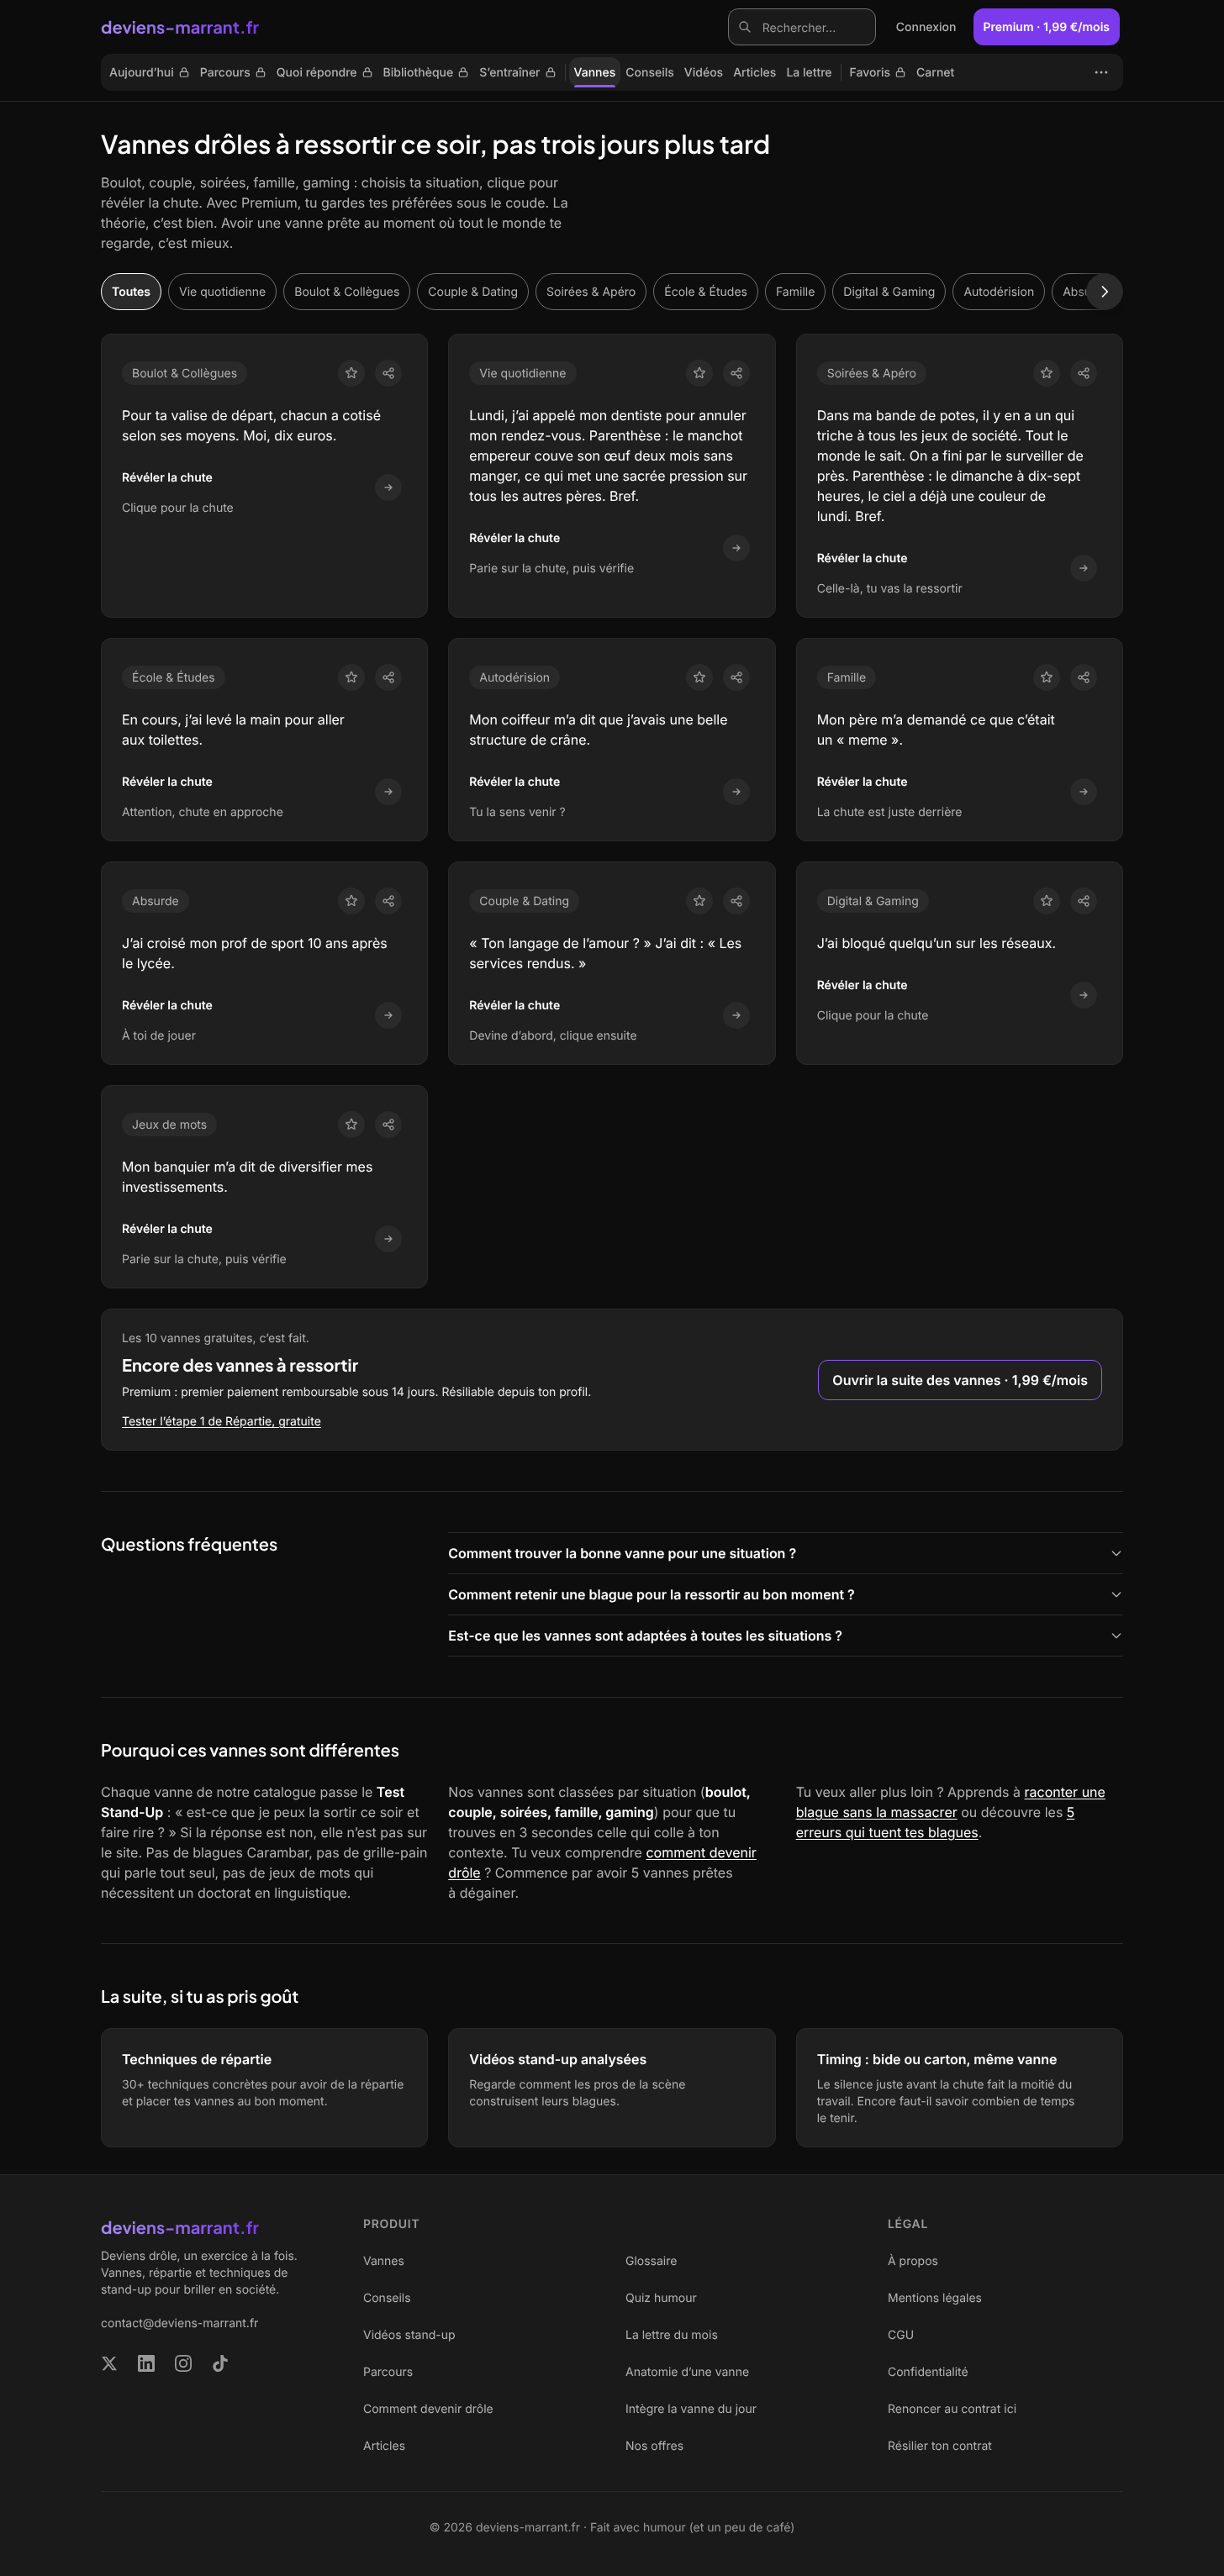 deviens-marrant.fr
Rechercher...
Connexion
Premium · 1,99 €/mois
Aujourd’hui
Parcours
Quoi répondre
Bibliothèque
S’entraîner
Vannes
Conseils
Vidéos
Articles
La lettre
Favoris
Carnet
Vannes drôles à ressortir ce soir, pas trois jours plus tard
Boulot, couple, soirées, famille, gaming : choisis ta situation, clique pour
révéler la chute. Avec Premium, tu gardes tes préférées sous le coude. La
théorie, c’est bien. Avoir une vanne prête au moment où tout le monde te
regarde, c’est mieux.
Toutes
Vie quotidienne
Boulot & Collègues
Couple & Dating
Soirées & Apéro
École & Études
Famille
Digital & Gaming
Autodérision
Boulot & Collègues
Pour ta valise de départ, chacun a cotisé
selon ses moyens. Moi, dix euros.
Révéler la chute
Clique pour la chute
Vie quotidienne
Lundi, j’ai appelé mon dentiste pour annuler
mon rendez-vous. Parenthèse : le manchot
empereur couve son œuf deux mois sans
manger, ce qui met une sacrée pression sur
tous les autres pères. Bref.
Révéler la chute
Parie sur la chute, puis vérifie
Soirées & Apéro
Dans ma bande de potes, il y en a un qui
triche à tous les jeux de société. Tout le
monde le sait. On a fini par le surveiller de
près. Parenthèse : le dimanche à dix-sept
heures, le ciel a déjà une couleur de
lundi. Bref.
Révéler la chute
Celle-là, tu vas la ressortir
École & Études
En cours, j’ai levé la main pour aller
aux toilettes.
Révéler la chute
Attention, chute en approche
Autodérision
Mon coiffeur m’a dit que j’avais une belle
structure de crâne.
Révéler la chute
Tu la sens venir ?
Famille
Mon père m’a demandé ce que c’était
un « meme ».
Révéler la chute
La chute est juste derrière
Absurde
J’ai croisé mon prof de sport 10 ans après
le lycée.
Révéler la chute
À toi de jouer
Couple & Dating
« Ton langage de l’amour ? » J’ai dit : « Les
services rendus. »
Révéler la chute
Devine d’abord, clique ensuite
Digital & Gaming
J’ai bloqué quelqu’un sur les réseaux.
Révéler la chute
Clique pour la chute
Jeux de mots
Mon banquier m’a dit de diversifier mes
investissements.
Révéler la chute
Parie sur la chute, puis vérifie
Les 10 vannes gratuites, c’est fait.
Encore des vannes à ressortir
Premium : premier paiement remboursable sous 14 jours. Résiliable depuis ton profil.
Tester l’étape 1 de Répartie, gratuite
Ouvrir la suite des vannes · 1,99 €/mois
Questions fréquentes
Comment trouver la bonne vanne pour une situation ?
Comment retenir une blague pour la ressortir au bon moment ?
Est-ce que les vannes sont adaptées à toutes les situations ?
Pourquoi ces vannes sont différentes
Chaque vanne de notre catalogue passe le Test
Stand-Up : « est-ce que je peux la sortir ce soir et
faire rire ? » Si la réponse est non, elle n’est pas sur
le site. Pas de blagues Carambar, pas de grille-pain
qui parle tout seul, pas de jeux de mots qui
nécessitent un doctorat en linguistique.
Nos vannes sont classées par situation (boulot,
couple, soirées, famille, gaming) pour que tu
trouves en 3 secondes celle qui colle à ton
contexte. Tu veux comprendre comment devenir
drôle ? Commence par avoir 5 vannes prêtes
à dégainer.
Tu veux aller plus loin ? Apprends à raconter une
blague sans la massacrer ou découvre les 5
erreurs qui tuent tes blagues.
La suite, si tu as pris goût
Techniques de répartie
30+ techniques concrètes pour avoir de la répartie
et placer tes vannes au bon moment.
Vidéos stand-up analysées
Regarde comment les pros de la scène
construisent leurs blagues.
Timing : bide ou carton, même vanne
Le silence juste avant la chute fait la moitié du
travail. Encore faut-il savoir combien de temps
le tenir.
deviens-marrant.fr
Deviens drôle, un exercice à la fois.
Vannes, répartie et techniques de
stand-up pour briller en société.
contact@deviens-marrant.fr
PRODUIT
Vannes
Conseils
Vidéos stand-up
Parcours
Comment devenir drôle
Articles
Glossaire
Quiz humour
La lettre du mois
Anatomie d’une vanne
Intègre la vanne du jour
Nos offres
LÉGAL
À propos
Mentions légales
CGU
Confidentialité
Renoncer au contrat ici
Résilier ton contrat
© 2026 deviens-marrant.fr · Fait avec humour (et un peu de café)